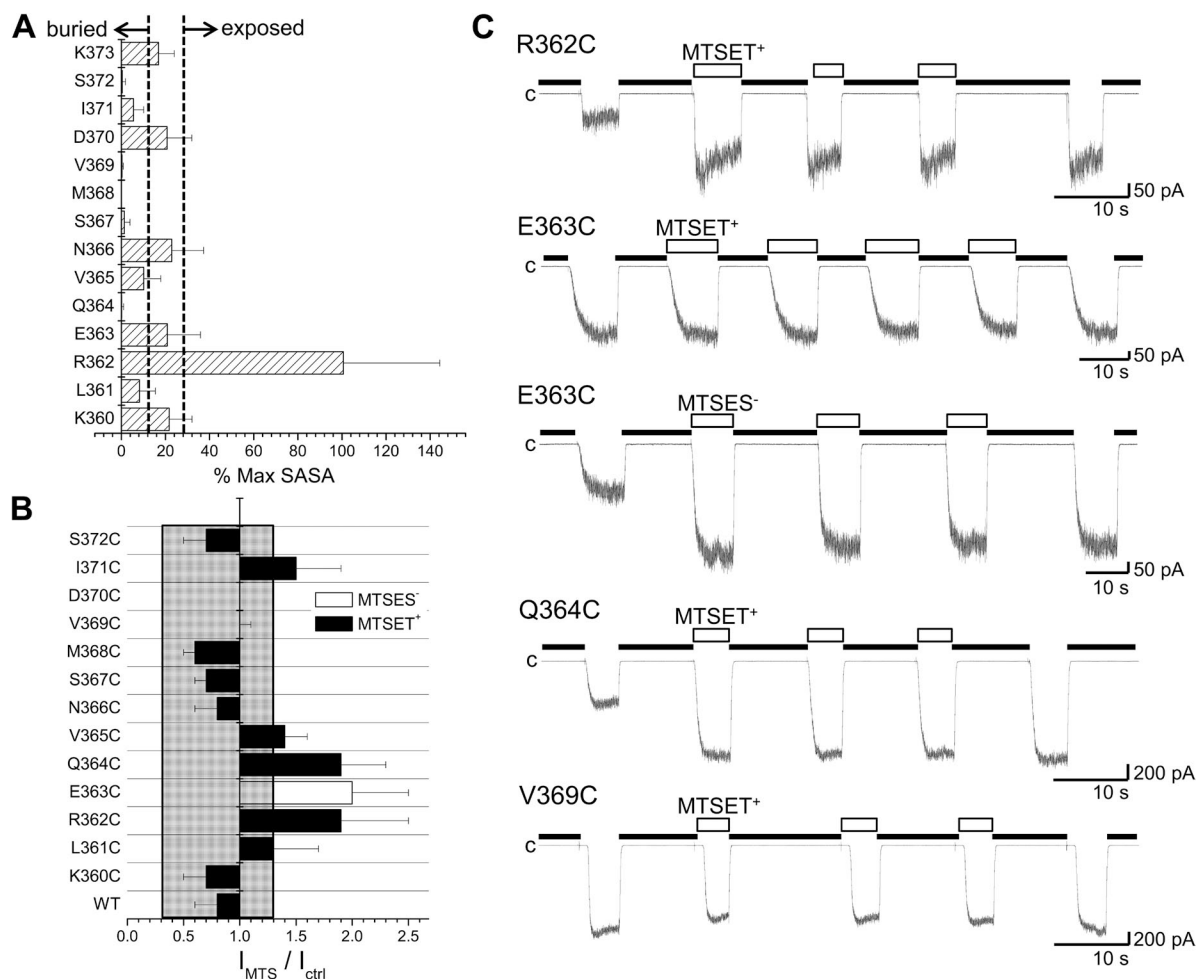 A
buried
exposed
K373
S372
I371
D370
V369
M368
S367
N366
V365
Q364
E363
R362
L361
K360
0 20 40 60 80 100 120 140
% Max SASA
B
S372C
I371C
D370C
V369C
M368C
S367C
N366C
V365C
Q364C
E363C
R362C
L361C
K360C
WT
MTSES-
MTSET+
0.0 0.5 1.0 1.5 2.0 2.5
I MTS / I ctrl
C
R362C
MTSET+
c
50 pA
10 s
E363C
MTSET+
c
50 pA
10 s
E363C
MTSES-
c
50 pA
10 s
Q364C
MTSET+
c
200 pA
10 s
V369C
MTSET+
c
200 pA
10 s